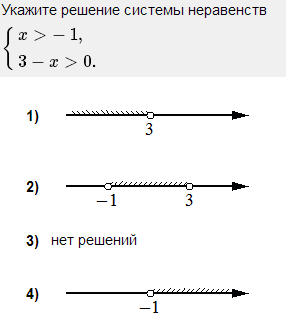 Укажите решение системы неравенств
x > −1,
3 − x > 0.
1)
3
2)
−1 3
3) нет решений
4)
−1